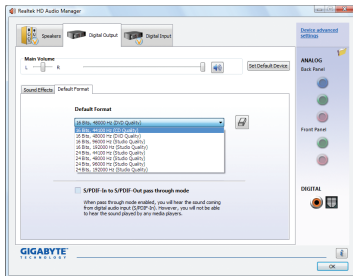 Realtek HD Audio Manager
Speakers
Digital Output
Digital Input
Device advanced
settings
Main Volume
L
R
Set Default Device
ANALOG
Back Panel
Sound Effects
Default Format
Default Format
16 Bits, 48000 Hz (DVD Quality)
16 Bits, 44100 Hz (CD Quality)
16 Bits, 48000 Hz (DVD Quality)
16 Bits, 96000 Hz (Studio Quality)
16 Bits, 192000 Hz (Studio Quality)
24 Bits, 44100 Hz (Studio Quality)
24 Bits, 48000 Hz (Studio Quality)
24 Bits, 96000 Hz (Studio Quality)
24 Bits, 192000 Hz (Studio Quality)
Front Panel
S/PDIF-In to S/PDIF-Out pass through mode
When pass through mode enabled, you will hear the sound coming
from digital audio input (S/PDIF-In). However, you will not be able
to hear the sound played by any media players.
DIGITAL
GIGABYTE
TECHNOLOGY
OK